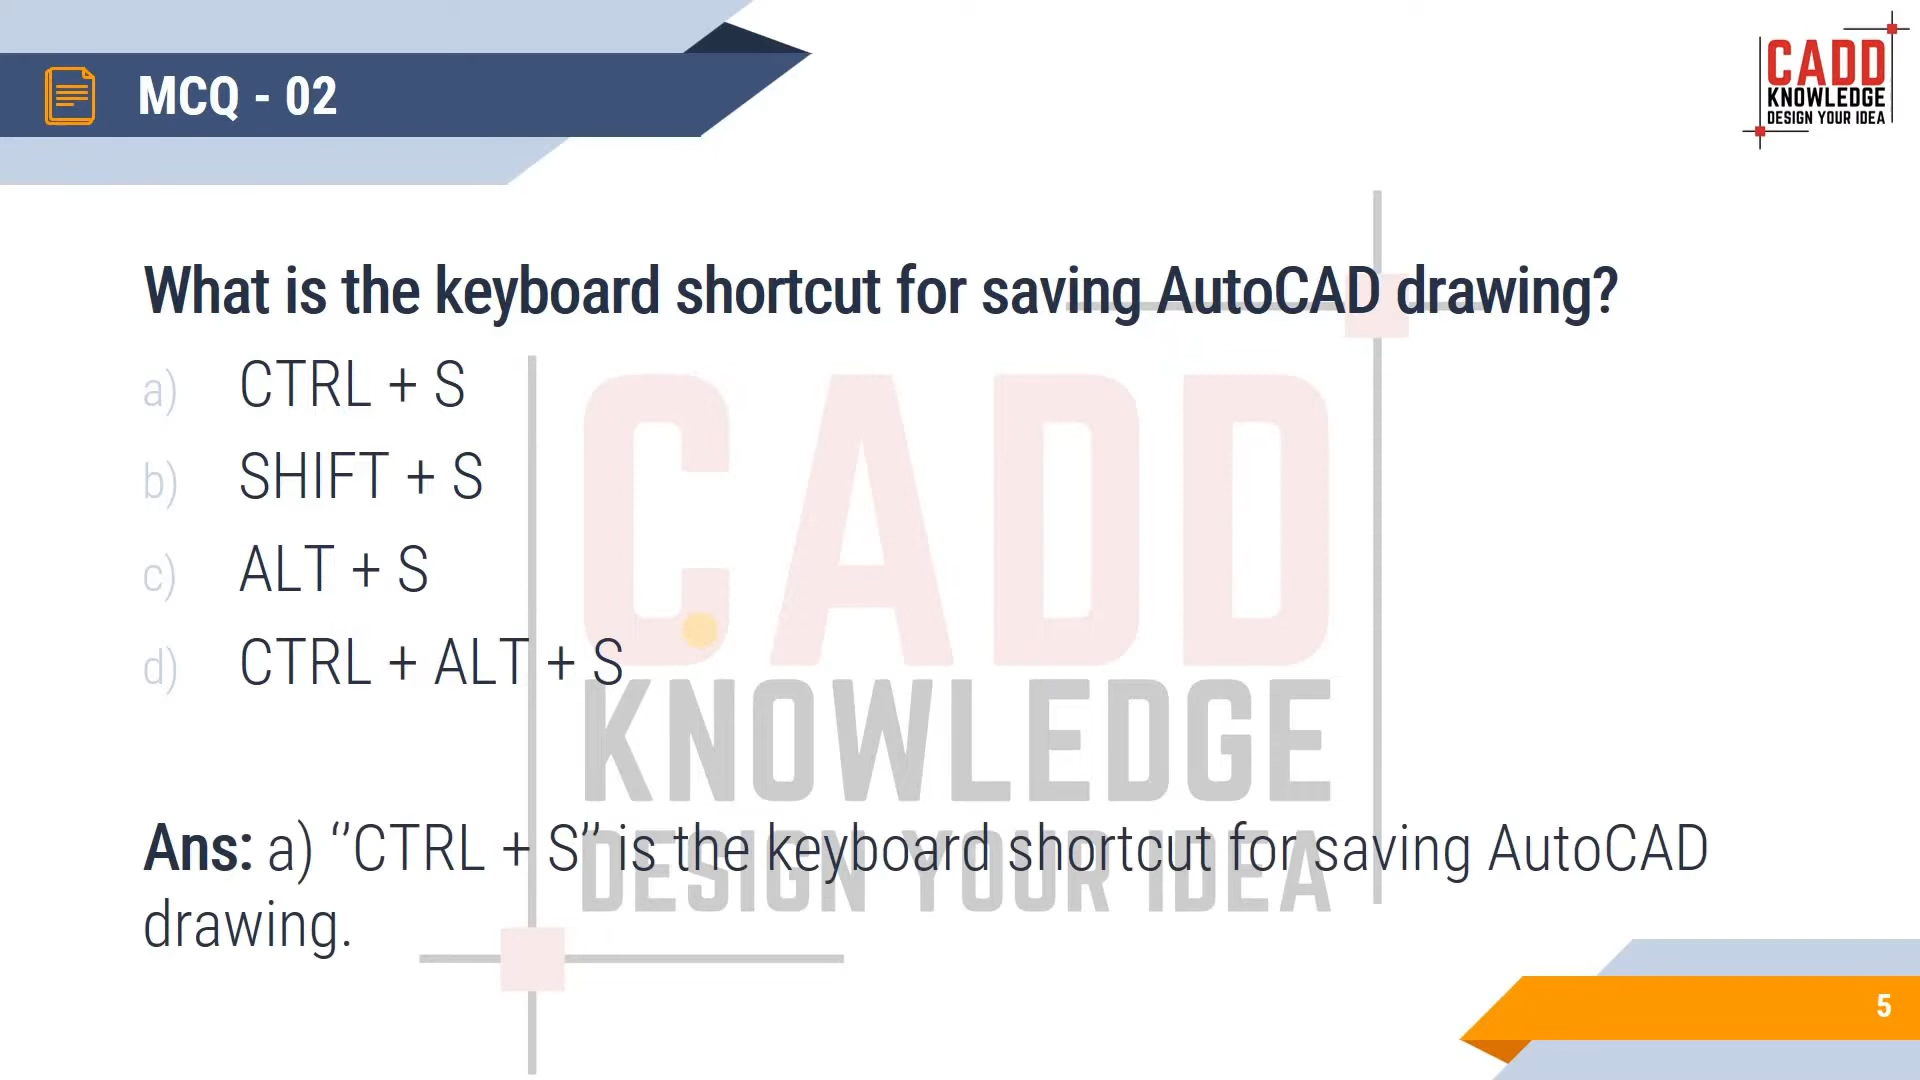 MCQ - 02
CADD
KNOWLEDGE
DESIGN YOUR IDEA
What is the keyboard shortcut for saving AutoCAD drawing?
a) CTRL + S
b) SHIFT + S
c) ALT + S
d) CTRL + ALT + S
CADD
KNOWLEDGE
DESIGN YOUR IDEA
Ans: a) ‘’CTRL + S’’ is the keyboard shortcut for saving AutoCAD
drawing.
5